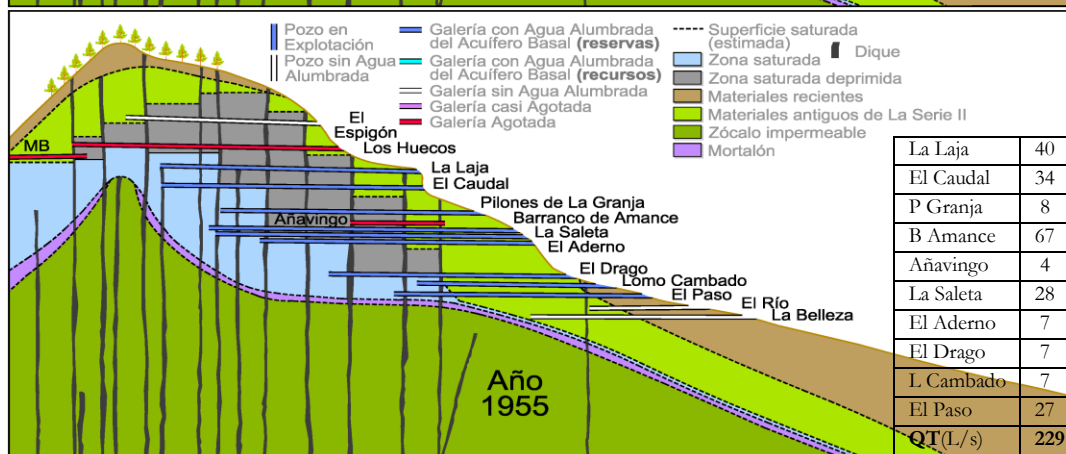 Pozo en
Explotación
Pozo sin Agua
Alumbrada
Galería con Agua Alumbrada
del Acuífero Basal (reservas)
Galería con Agua Alumbrada
del Acuífero Basal (recursos)
Galería sin Agua Alumbrada
Galería casi Agotada
Galería Agotada
Superficie saturada
(estimada)
Dique
Zona saturada
Zona saturada deprimida
Materiales recientes
Materiales antiguos de La Serie II
Zócalo impermeable
Mortalón
MB
El
Espigón
Los Huecos
La Laja
El Caudal
Pilones de La Granja
Añavingo
Barranco de Amance
La Saleta
El Aderno
El Drago
Lomo Cambado
El Paso
El Río
La Belleza
Año
1955
La Laja 40
El Caudal 34
P Granja 8
B Amance 67
Añavingo 4
La Saleta 28
El Aderno 7
El Drago 7
L Cambado 7
El Paso 27
QT(L/s) 229